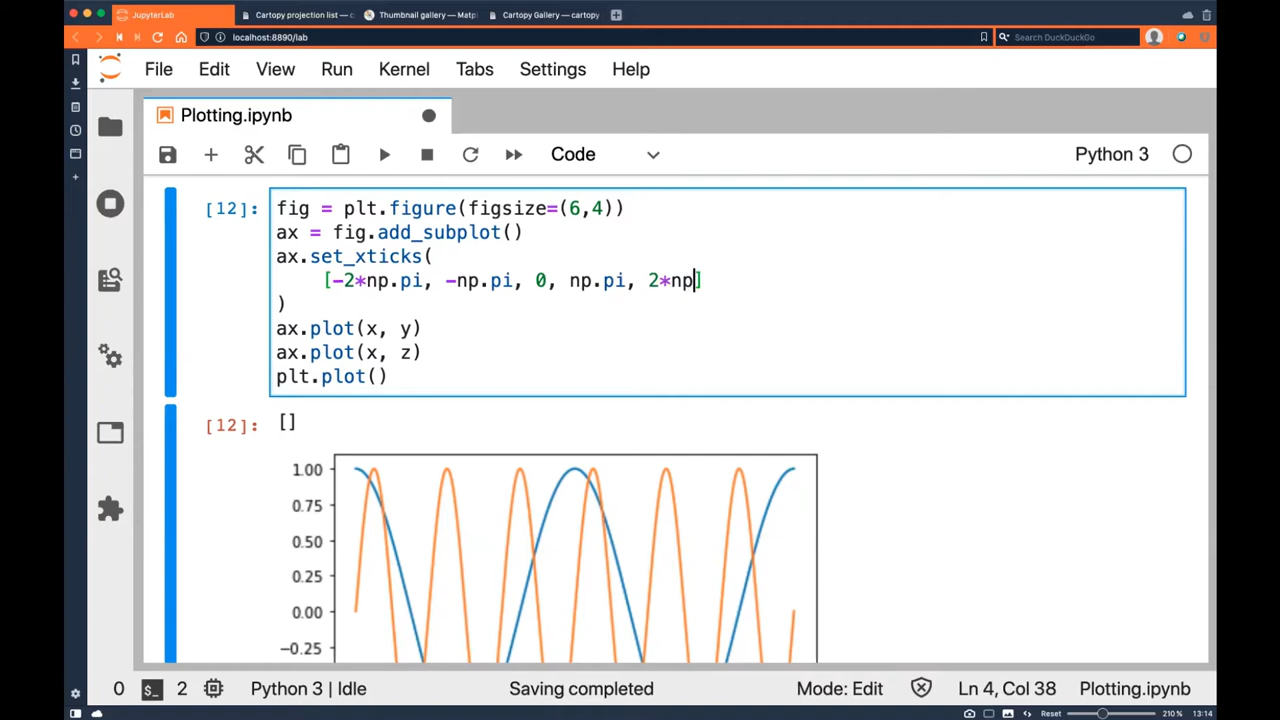 JupyterLab
Cartopy projection list — c
Thumbnail gallery — Matpl
Cartopy Gallery — cartopy
localhost:8890/lab
Search DuckDuckGo
File Edit View Run Kernel Tabs Settings Help
Plotting.ipynb
Code
Python 3
[12]: fig = plt.figure(figsize=(6,4))
ax = fig.add_subplot()
ax.set_xticks(
[-2*np.pi, -np.pi, 0, np.pi, 2*np]
)
ax.plot(x, y)
ax.plot(x, z)
plt.plot()
[12]: []
1.00
0.75
0.50
0.25
0.00
−0.25
0 $_ 2 Python 3 | Idle Saving completed Mode: Edit Ln 4, Col 38 Plotting.ipynb
Reset 210 % 13:14